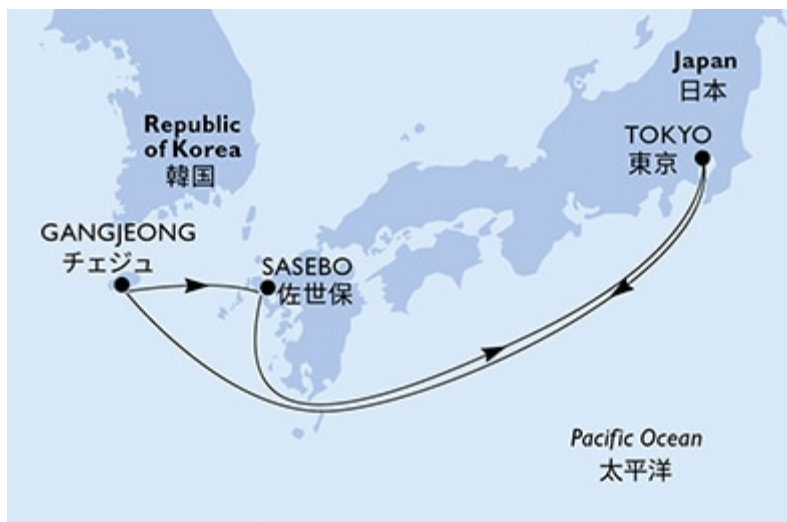 Japan
日本
TOKYO
東京
Republic
of Korea
韓国
GANGJEONG
チェジュ
SASEBO
佐世保
Pacific Ocean
太平洋